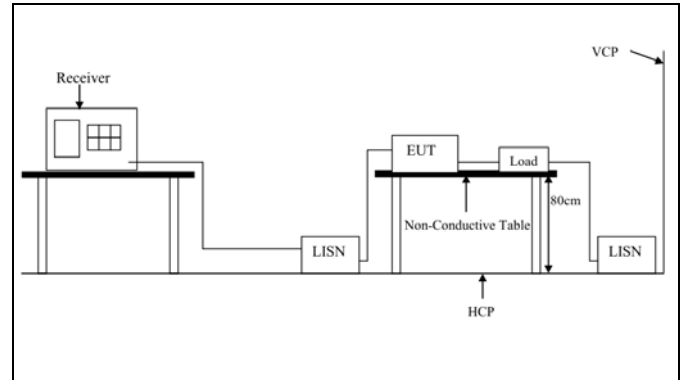 VCP
Receiver
EUT
Load
80cm
Non-Conductive Table
LISN
LISN
HCP